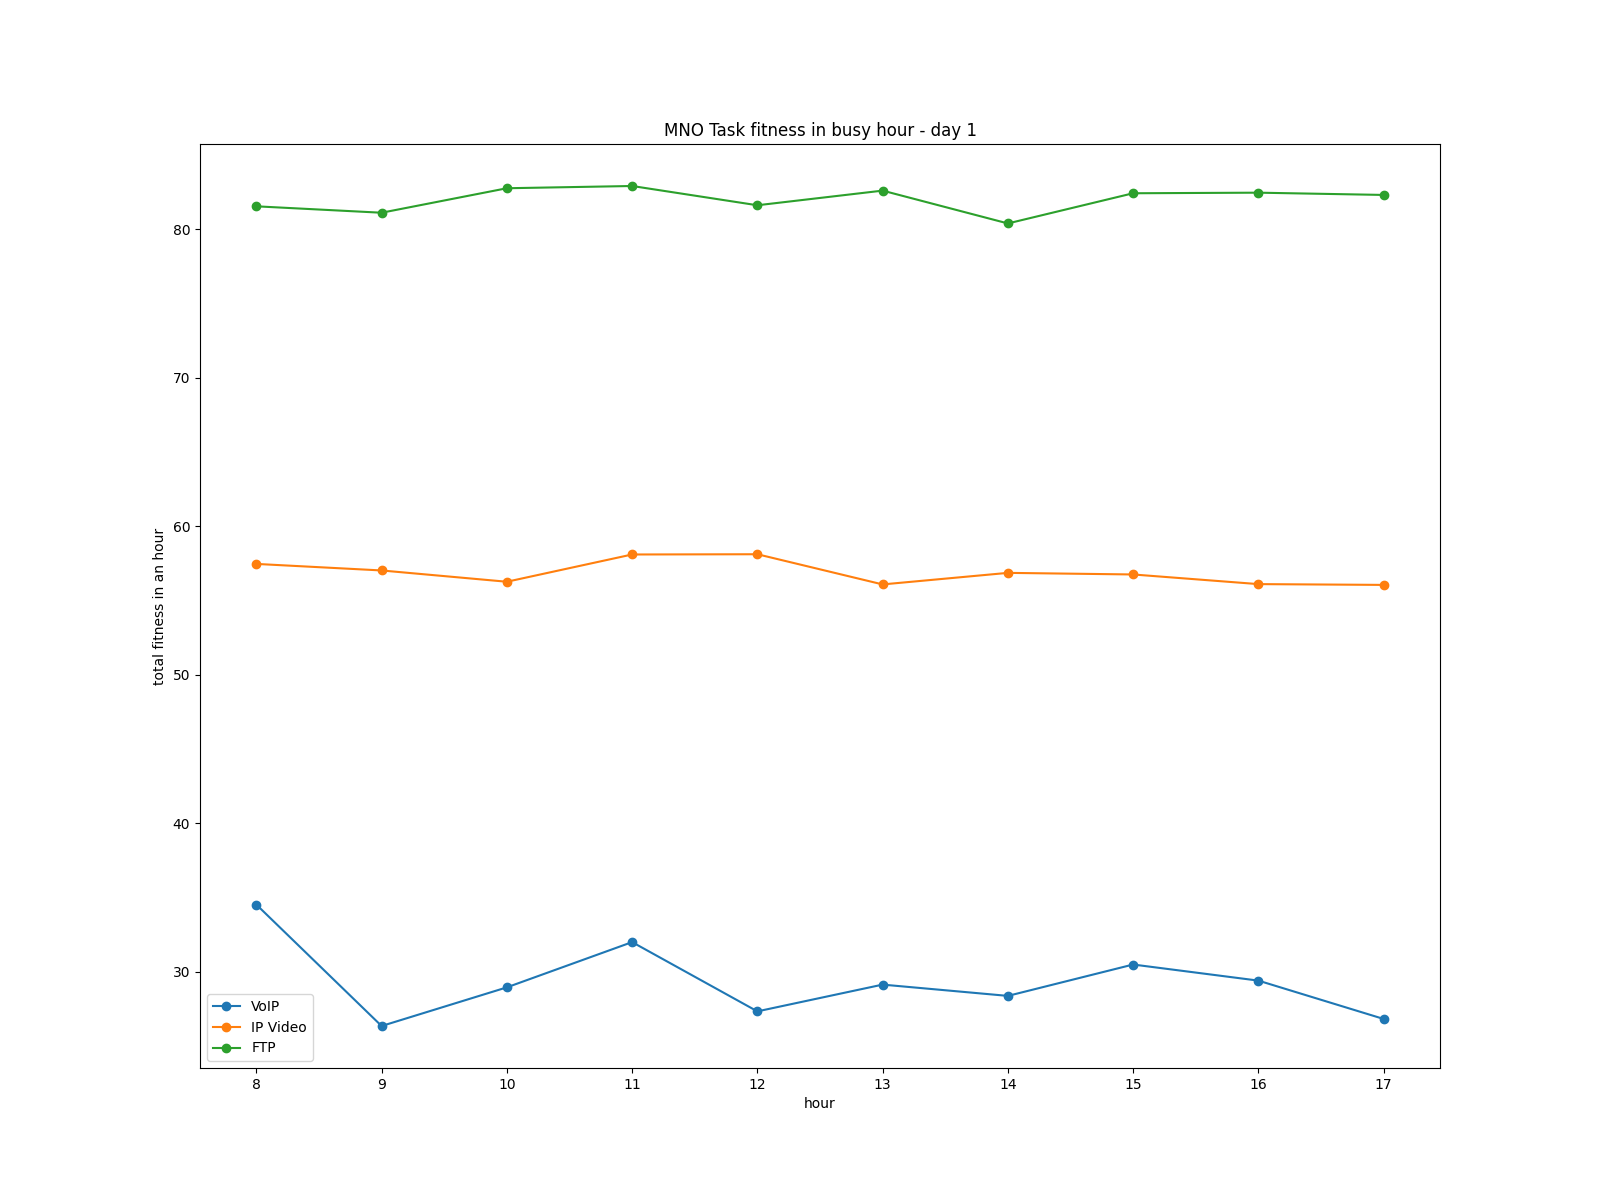 MNO Task fitness in busy hour - day 1
80
70
60
50
40
30
total fitness in an hour
VoIP
IP Video
FTP
8 9 10 11 12 13 14 15 16 17
hour